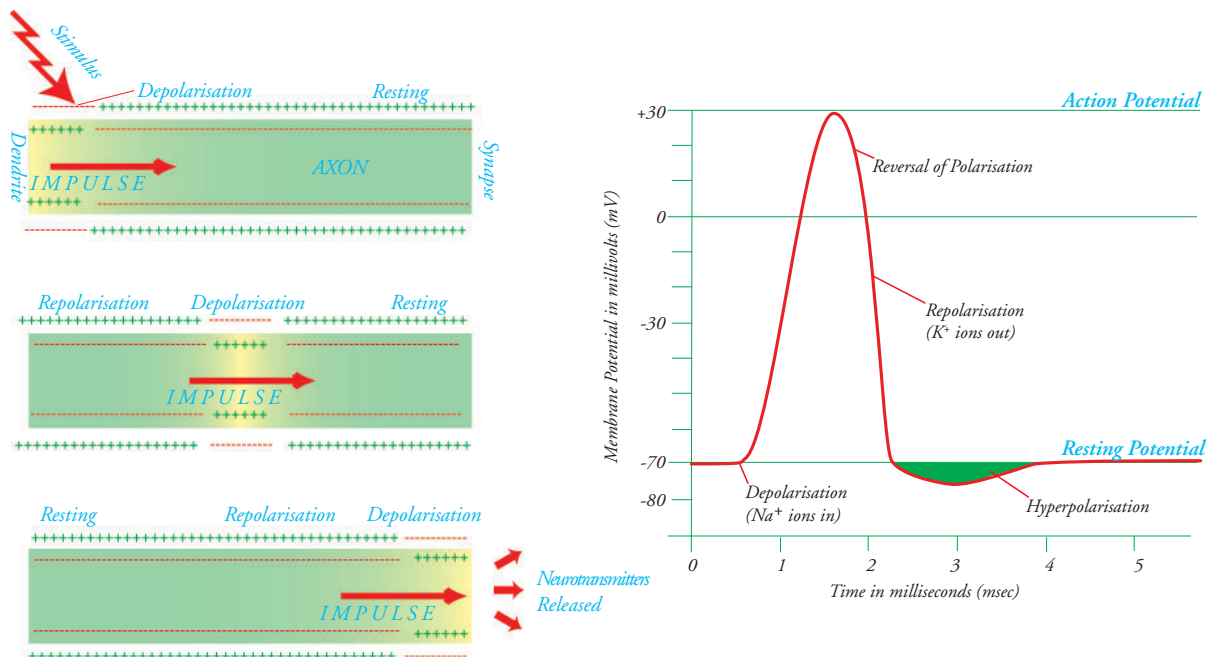 Stimulus
Depolarisation
Resting
Dendrite
IMPULSE
AXON
Synapse
Repolarisation
Depolarisation
Resting
IMPULSE
Resting
Repolarisation
Depolarisation
IMPULSE
Neurotransmitters
Released
Action Potential
+30
Reversal of Polarisation
0
Membrane Potential in millivolts (mV)
-30
Repolarisation
(K+ ions out)
Resting Potential
-70
Depolarisation
(Na+ ions in)
Hyperpolarisation
-80
0 1 2 3 4 5
Time in milliseconds (msec)